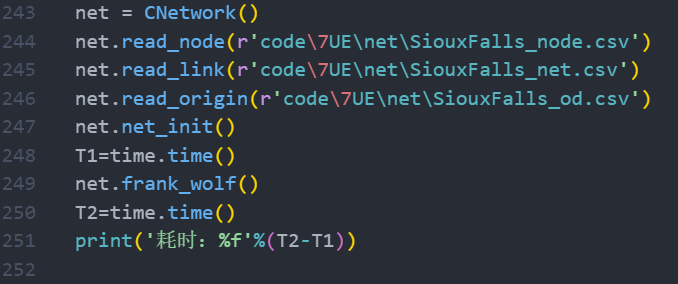 243 net = CNetwork()
244 net.read_node(r'code\7UE\net\SiouxFalls_node.csv')
245 net.read_link(r'code\7UE\net\SiouxFalls_net.csv')
246 net.read_origin(r'code\7UE\net\SiouxFalls_od.csv')
247 net.net_init()
248 T1=time.time()
249 net.frank_wolf()
250 T2=time.time()
251 print('耗时：%f'%(T2-T1))
252